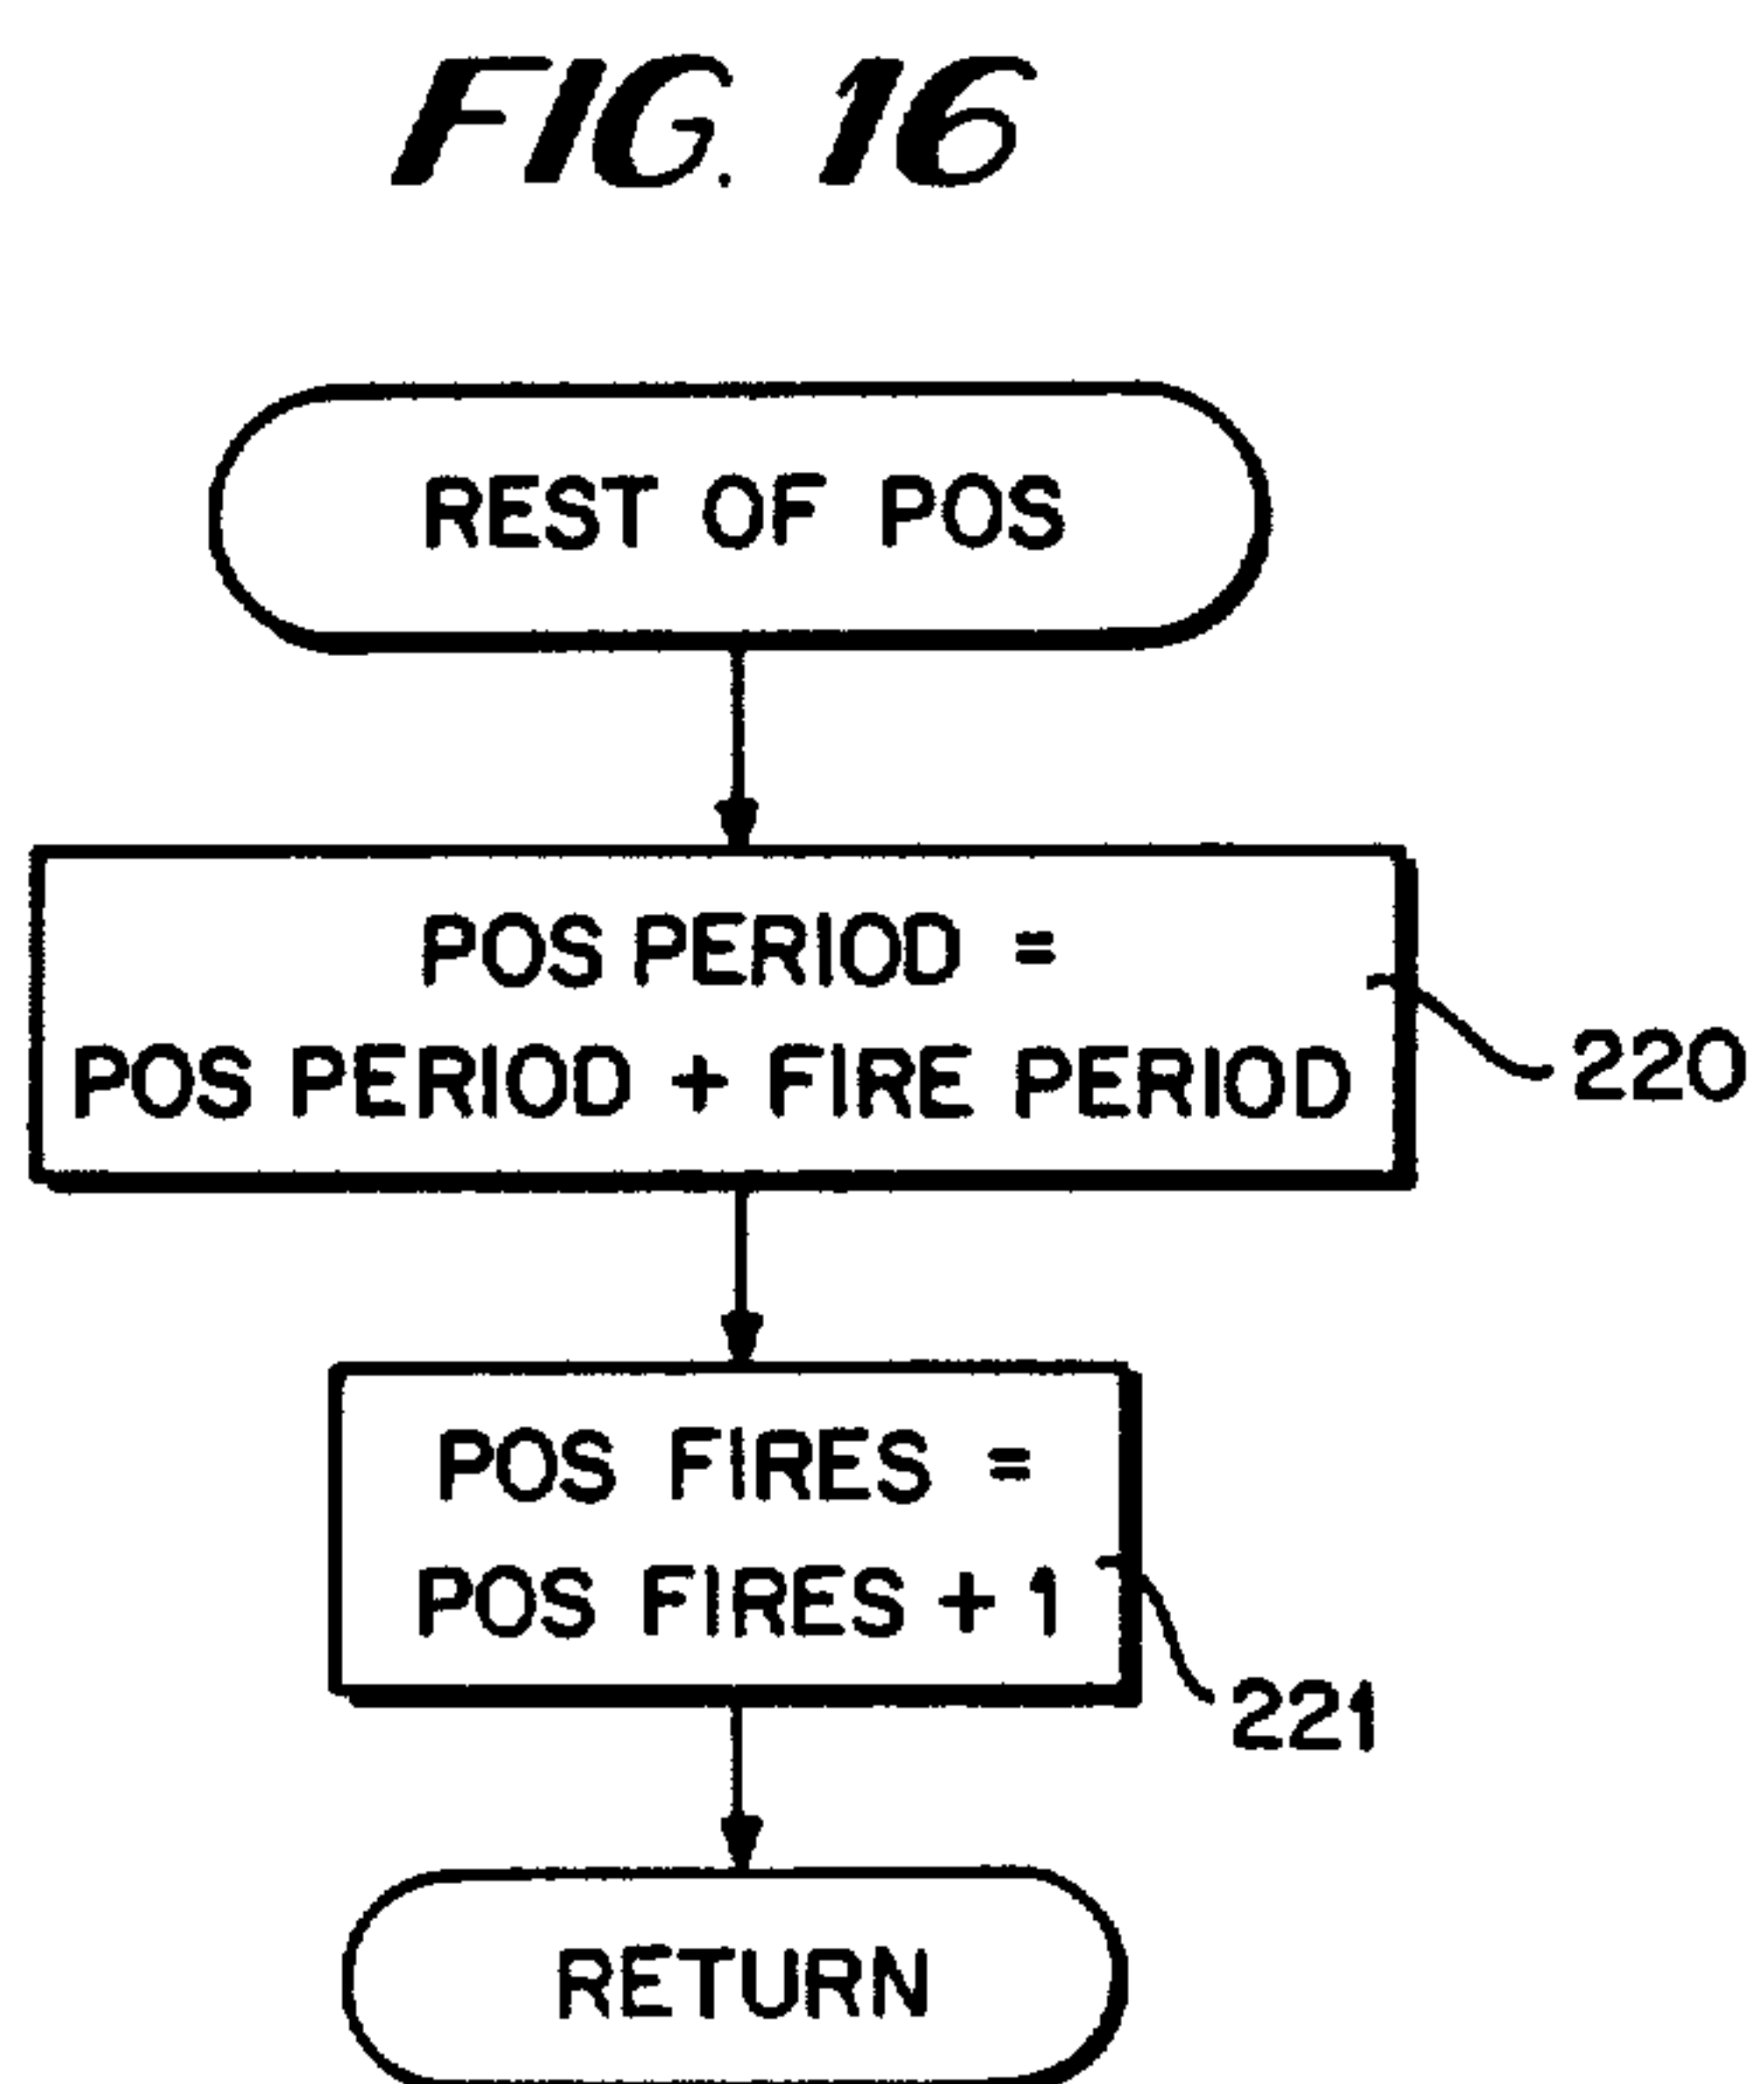 FIG. 16
REST OF POS
POS PERIOD =
POS PERIOD + FIRE PERIOD
220
POS FIRES =
POS FIRES + 1
221
RETURN